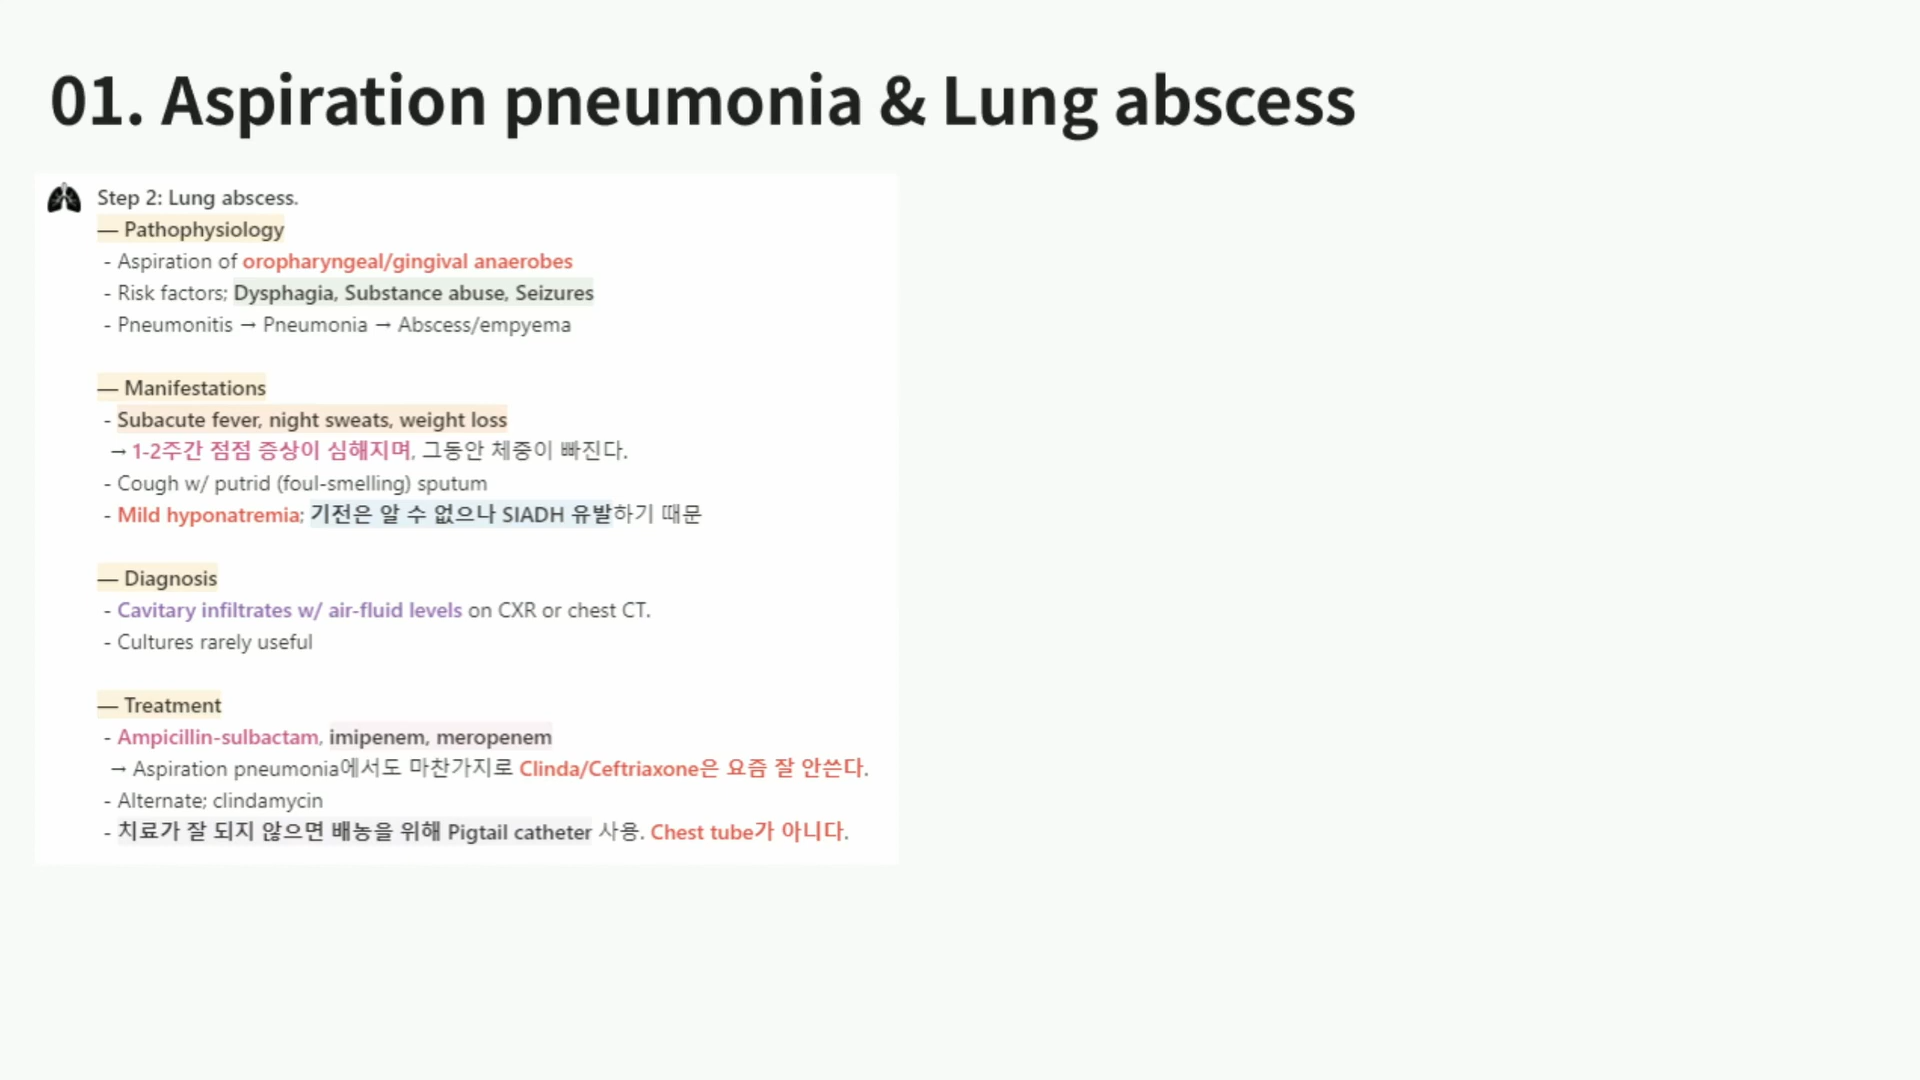 01. Aspiration pneumonia & Lung abscess
Step 2: Lung abscess.
— Pathophysiology
- Aspiration of oropharyngeal/gingival anaerobes
- Risk factors; Dysphagia, Substance abuse, Seizures
- Pneumonitis → Pneumonia → Abscess/empyema
— Manifestations
- Subacute fever, night sweats, weight loss
→ 1-2주간 점점 증상이 심해지며, 그동안 체중이 빠진다.
- Cough w/ putrid (foul-smelling) sputum
- Mild hyponatremia; 기전은 알 수 없으나 SIADH 유발하기 때문
— Diagnosis
- Cavitary infiltrates w/ air-fluid levels on CXR or chest CT.
- Cultures rarely useful
— Treatment
- Ampicillin-sulbactam, imipenem, meropenem
→ Aspiration pneumonia에서도 마찬가지로 Clinda/Ceftriaxone은 요즘 잘 안쓴다.
- Alternate; clindamycin
- 치료가 잘 되지 않으면 배농을 위해 Pigtail catheter 사용. Chest tube가 아니다.